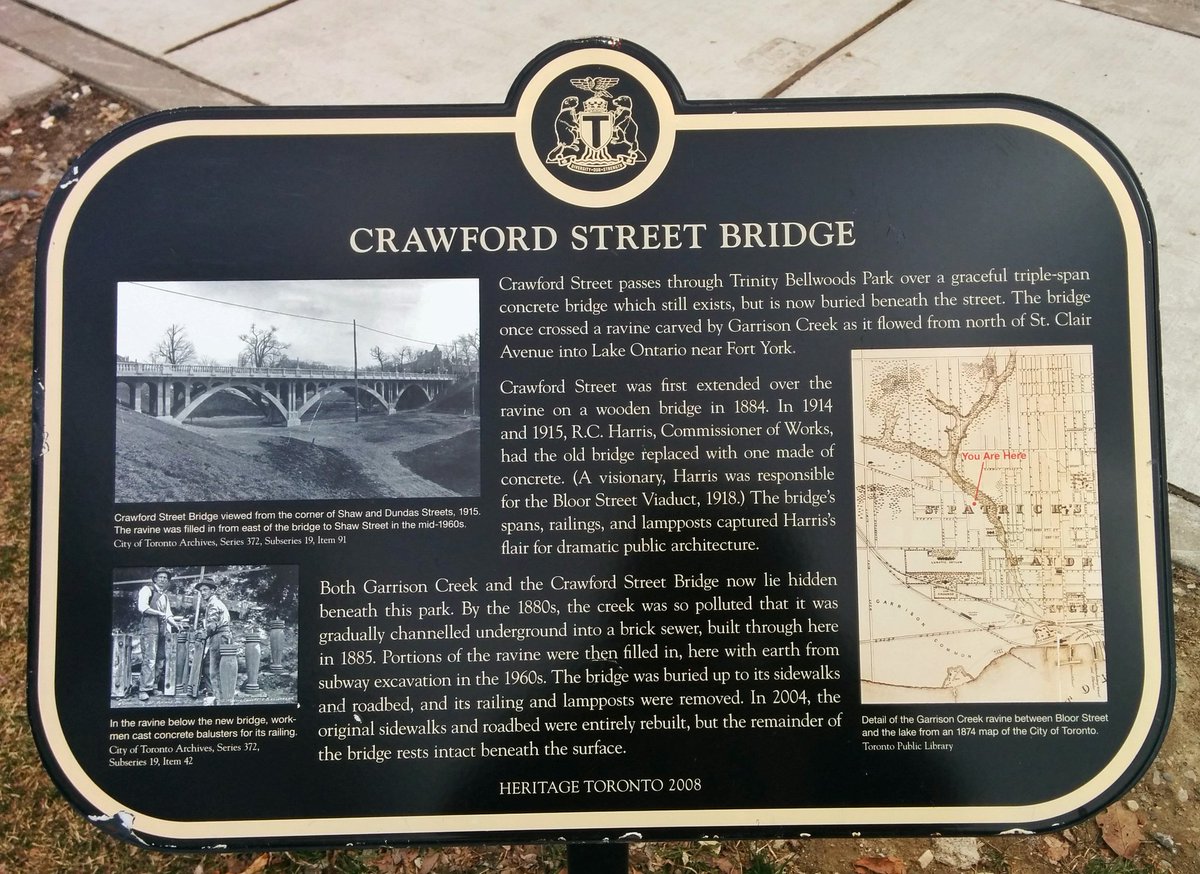 T
DIVERSITY · OUR · STRENGTH
CRAWFORD STREET BRIDGE
Crawford Street passes through Trinity Bellwoods Park over a graceful triple-span
concrete bridge which still exists, but is now buried beneath the street. The bridge
once crossed a ravine carved by Garrison Creek as it flowed from north of St. Clair
Avenue into Lake Ontario near Fort York.
Crawford Street was first extended over the
ravine on a wooden bridge in 1884. In 1914
and 1915, R.C. Harris, Commissioner of Works,
had the old bridge replaced with one made of
concrete. (A visionary, Harris was responsible
for the Bloor Street Viaduct, 1918.) The bridge's
spans, railings, and lampposts captured Harris's
flair for dramatic public architecture.
Crawford Street Bridge viewed from the corner of Shaw and Dundas Streets, 1915.
The ravine was filled in from east of the bridge to Shaw Street in the mid-1960s.
City of Toronto Archives, Series 372, Subseries 19, Item 91
Both Garrison Creek and the Crawford Street Bridge now lie hidden
beneath this park. By the 1880s, the creek was so polluted that it was
gradually channelled underground into a brick sewer, built through here
in 1885. Portions of the ravine were then filled in, here with earth from
subway excavation in the 1960s. The bridge was buried up to its sidewalks
and roadbed, and its railing and lampposts were removed. In 2004, the
original sidewalks and roadbed were entirely rebuilt, but the remainder of
the bridge rests intact beneath the surface.
In the ravine below the new bridge, work-
men cast concrete balusters for its railing.
City of Toronto Archives, Series 372,
Subseries 19, Item 42
You Are Here
ST PATRICK'S
ST ANDR
ST GEO
LUNATIC ASYLUM
GARRISON COMMON
Detail of the Garrison Creek ravine between Bloor Street
and the lake from an 1874 map of the City of Toronto.
Toronto Public Library
HERITAGE TORONTO 2008